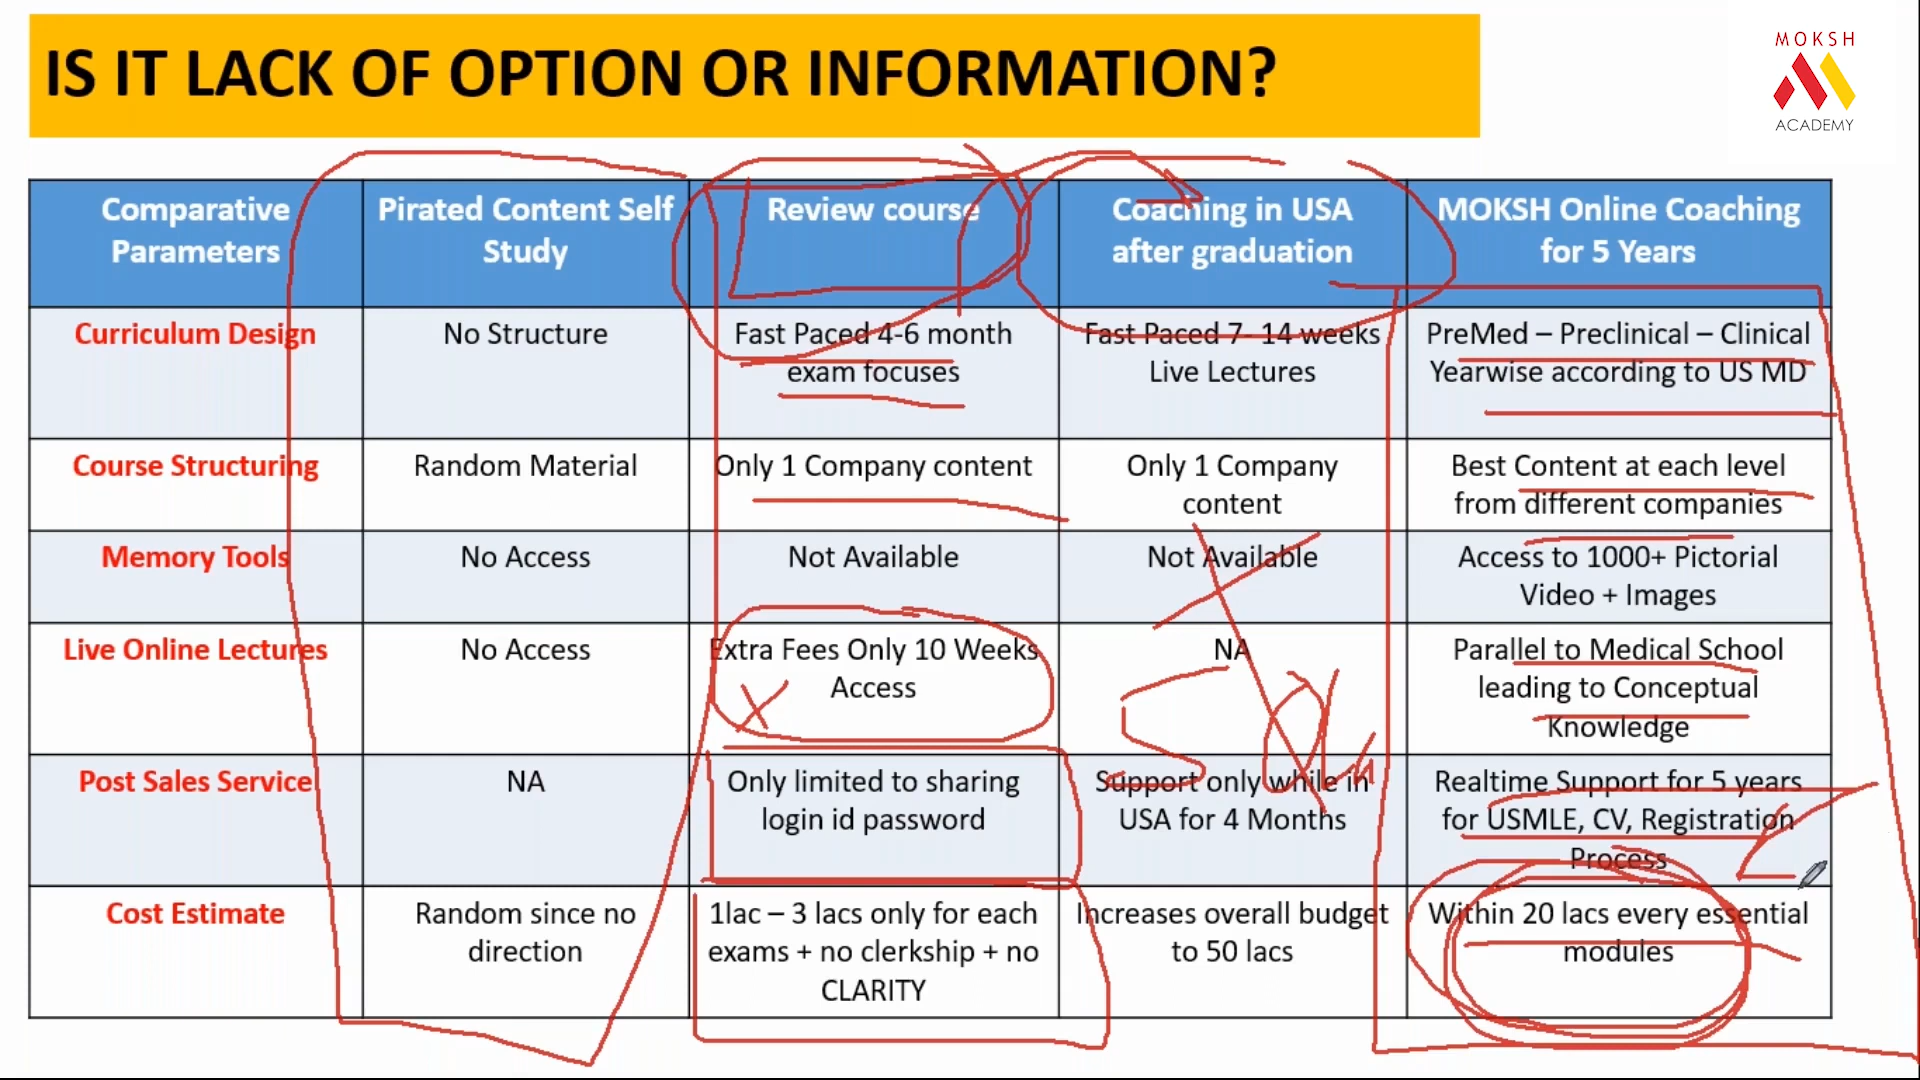 IS IT LACK OF OPTION OR INFORMATION?
MOKSH
ACADEMY
Comparative
Parameters
Pirated Content Self
Study
Review course
Coaching in USA
after graduation
MOKSH Online Coaching
for 5 Years
Curriculum Design
No Structure
Fast Paced 4-6 month
exam focuses
Fast Paced 7- 14 weeks
Live Lectures
PreMed – Preclinical – Clinical
Yearwise according to US MD
Course Structuring
Random Material
Only 1 Company content
Only 1 Company
content
Best Content at each level
from different companies
Memory Tools
No Access
Not Available
Not Available
Access to 1000+ Pictorial
Video + Images
Live Online Lectures
No Access
Extra Fees Only 10 Weeks
Access
NA
Parallel to Medical School
leading to Conceptual
Knowledge
Post Sales Service
NA
Only limited to sharing
login id password
Support only while in
USA for 4 Months
Realtime Support for 5 years
for USMLE, CV, Registration
Process
Cost Estimate
Random since no
direction
1lac – 3 lacs only for each
exams + no clerkship + no
CLARITY
Increases overall budget
to 50 lacs
Within 20 lacs every essential
modules